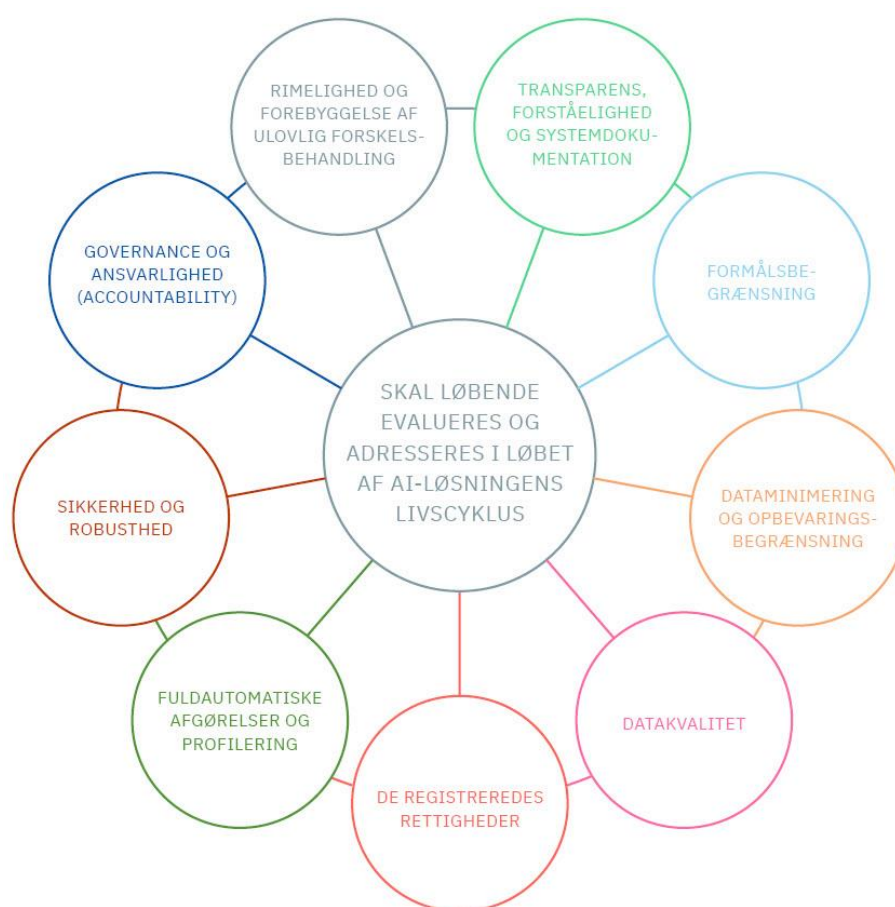 RIMELIGHED OG
FOREBYGGELSE AF
ULOVLIG FORSKELS-
BEHANDLING
TRANSPARENS,
FORSTÅELIGHED
OG SYSTEMDOKU-
MENTATION
GOVERNANCE OG
ANSVARLIGHED
(ACCOUNTABILITY)
FORMÅLSBE-
GRÆNSNING
SKAL LØBENDE
EVALUERES OG
ADRESSERES I LØBET
AF AI-LØSNINGENS
LIVSCYKLUS
SIKKERHED OG
ROBUSTHED
DATAMINIMERING
OG OPBEVARINGS-
BEGRÆNSNING
FULDAUTOMATISKE
AFGØRELSER OG
PROFILERING
DATAKVALITET
DE REGISTREREDES
RETTIGHEDER